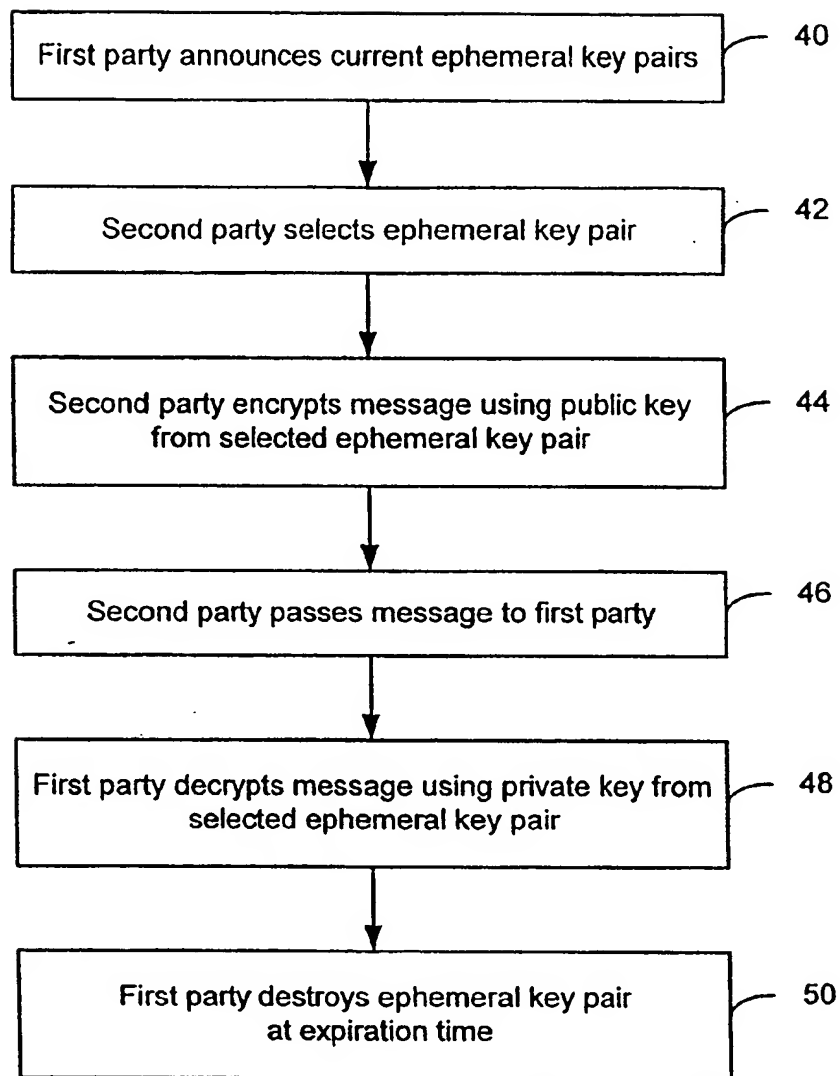 First party announces current ephemeral key pairs
40
Second party selects ephemeral key pair
42
Second party encrypts message using public key
from selected ephemeral key pair
44
Second party passes message to first party
46
First party decrypts message using private key from
selected ephemeral key pair
48
First party destroys ephemeral key pair
at expiration time
50